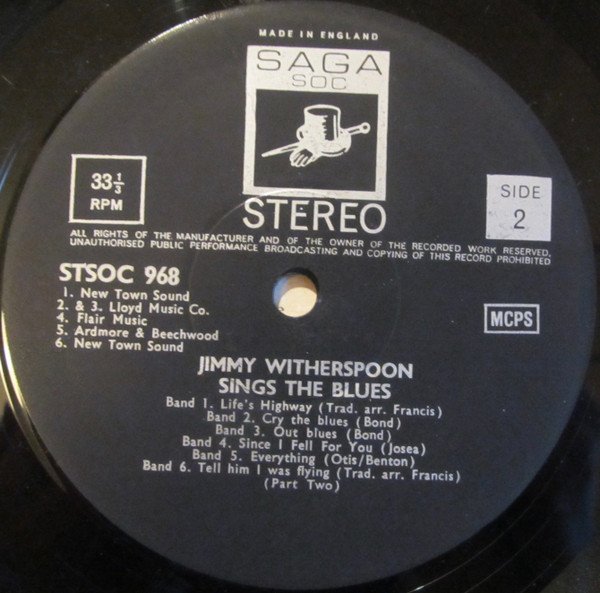 MADE IN ENGLAND
SAGA
SOC
33⅓
RPM
STEREO
SIDE
2
ALL RIGHTS OF THE MANUFACTURER AND OF THE OWNER OF THE RECORDED WORK RESERVED.
UNAUTHORISED PUBLIC PERFORMANCE BROADCASTING AND COPYING OF THIS RECORD PROHIBITED
STSOC 968
1. New Town Sound
2. & 3. Lloyd Music Co.
4. Flair Music
5. Ardmore & Beechwood
6. New Town Sound
MCPS
JIMMY WITHERSPOON
SINGS THE BLUES
Band 1. Life's Highway (Trad. arr. Francis)
Band 2. Cry the blues (Bond)
Band 3. Out blues (Bond)
Band 4. Since I Fell For You (Josea)
Band 5. Everything (Otis/Benton)
Band 6. Tell him I was flying (Trad. arr. Francis)
(Part Two)